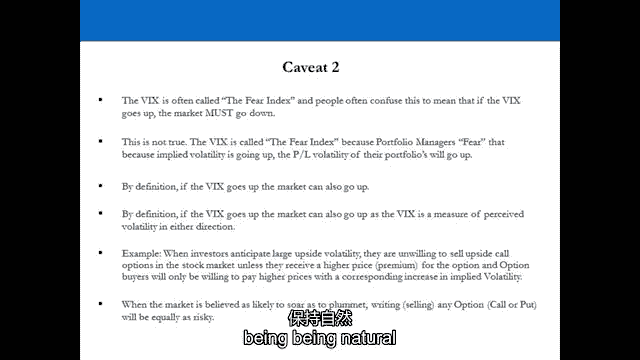 Caveat 2
▪ The VIX is often called “The Fear Index” and people often confuse this to mean that if the VIX
goes up, the market MUST go down.
▪ This is not true. The VIX is called “The Fear Index” because Portfolio Managers “Fear” that
because implied volatility is going up, the P/L volatility of their portfolio’s will go up.
▪ By definition, if the VIX goes up the market can also go up.
▪ By definition, if the VIX goes up the market can also go up as the VIX is a measure of perceived
volatility in either direction.
▪ Example: When investors anticipate large upside volatility, they are unwilling to sell upside call
options in the stock market unless they receive a higher price (premium) for the option and Option
buyers will only be willing to pay higher prices with a corresponding increase in implied Volatility.
▪ When the market is believed as likely to soar as to plummet, writing (selling) any Option (Call or Put)
will be equally as risky.
保持自然
being being natural